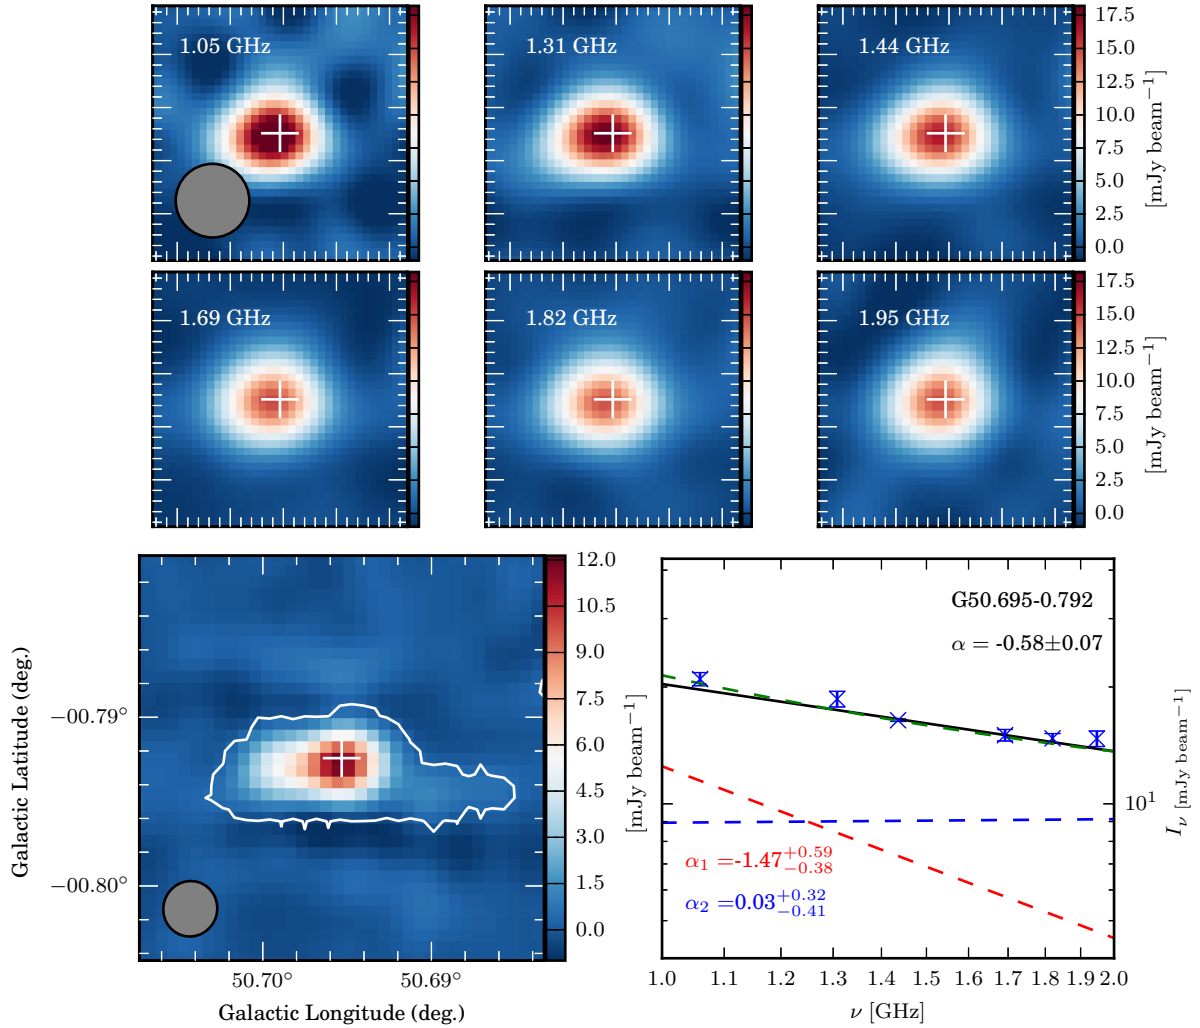 1.05 GHz
1.31 GHz
1.44 GHz
17.5
15.0
12.5
10.0
7.5
5.0
2.5
0.0
[mJy beam⁻¹]
1.69 GHz
1.82 GHz
1.95 GHz
17.5
15.0
12.5
10.0
7.5
5.0
2.5
0.0
[mJy beam⁻¹]
Galactic Latitude (deg.)
−00.79°
−00.80°
50.70°
50.69°
Galactic Longitude (deg.)
12.0
10.5
9.0
7.5
6.0
4.5
3.0
1.5
0.0
[mJy beam⁻¹]
G50.695-0.792
α = -0.58±0.07
α₁ =-1.47 +0.59 −0.38
α₂ =0.03 +0.32 −0.41
10¹
I_ν [mJy beam⁻¹]
1.0 1.1 1.2 1.3 1.4 1.5 1.6 1.7 1.8 1.9 2.0
ν [GHz]